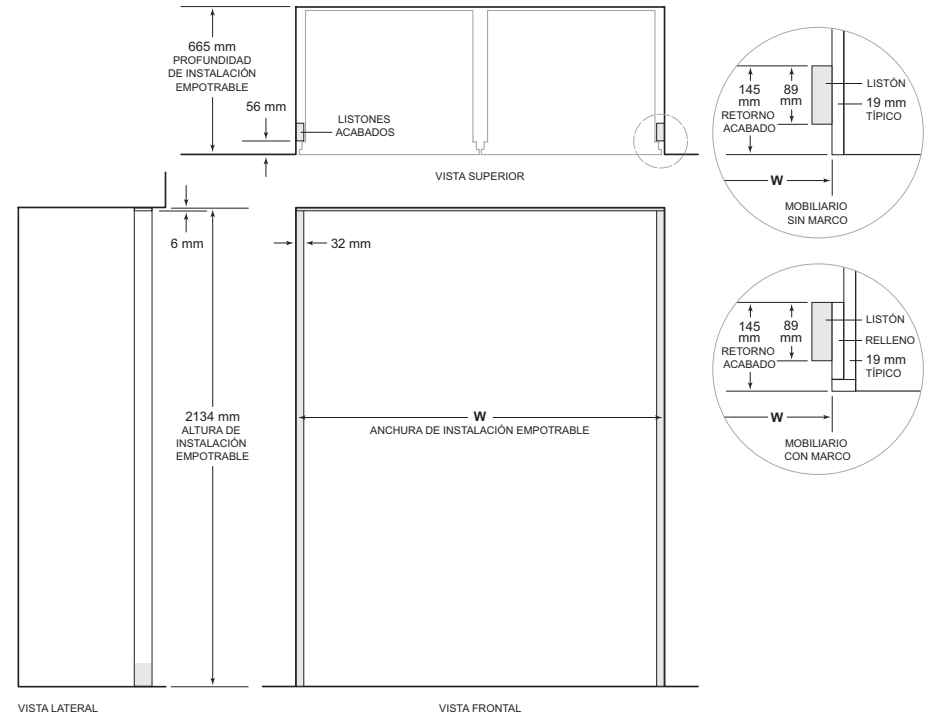 665 mm
PROFUNDIDAD
DE INSTALACIÓN
EMPOTRABLE
56 mm
LISTONES
ACABADOS
VISTA SUPERIOR
145
mm
RETORNO
ACABADO
89
mm
LISTÓN
19 mm
TÍPICO
W
MOBILIARIO
SIN MARCO
6 mm
32 mm
2134 mm
ALTURA DE
INSTALACIÓN
EMPOTRABLE
W
ANCHURA DE INSTALACIÓN EMPOTRABLE
145
mm
RETORNO
ACABADO
89
mm
LISTÓN
RELLENO
19 mm
TÍPICO
W
MOBILIARIO
CON MARCO
VISTA LATERAL
VISTA FRONTAL